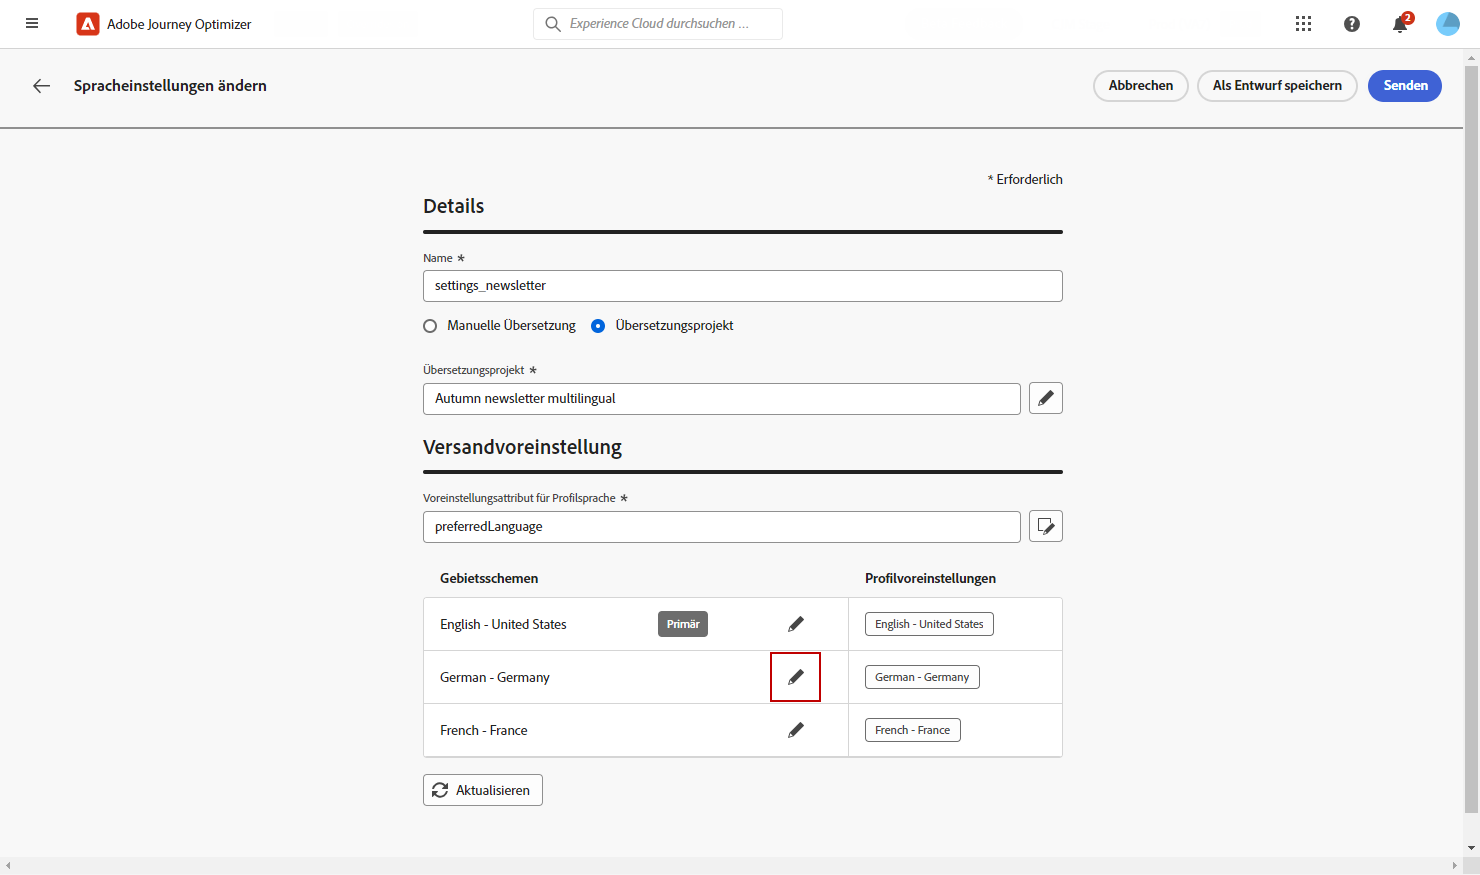 Adobe Journey Optimizer
Experience Cloud durchsuchen ...
2
Spracheinstellungen ändern
Abbrechen
Als Entwurf speichern
Senden
* Erforderlich
Details
Name *
settings_newsletter
Manuelle Übersetzung
Übersetzungsprojekt
Übersetzungsprojekt *
Autumn newsletter multilingual
Versandvoreinstellung
Voreinstellungsattribut für Profilsprache *
preferredLanguage
Gebietsschemen
Profilvoreinstellungen
English - United States
Primär
English - United States
German - Germany
German - Germany
French - France
French - France
Aktualisieren